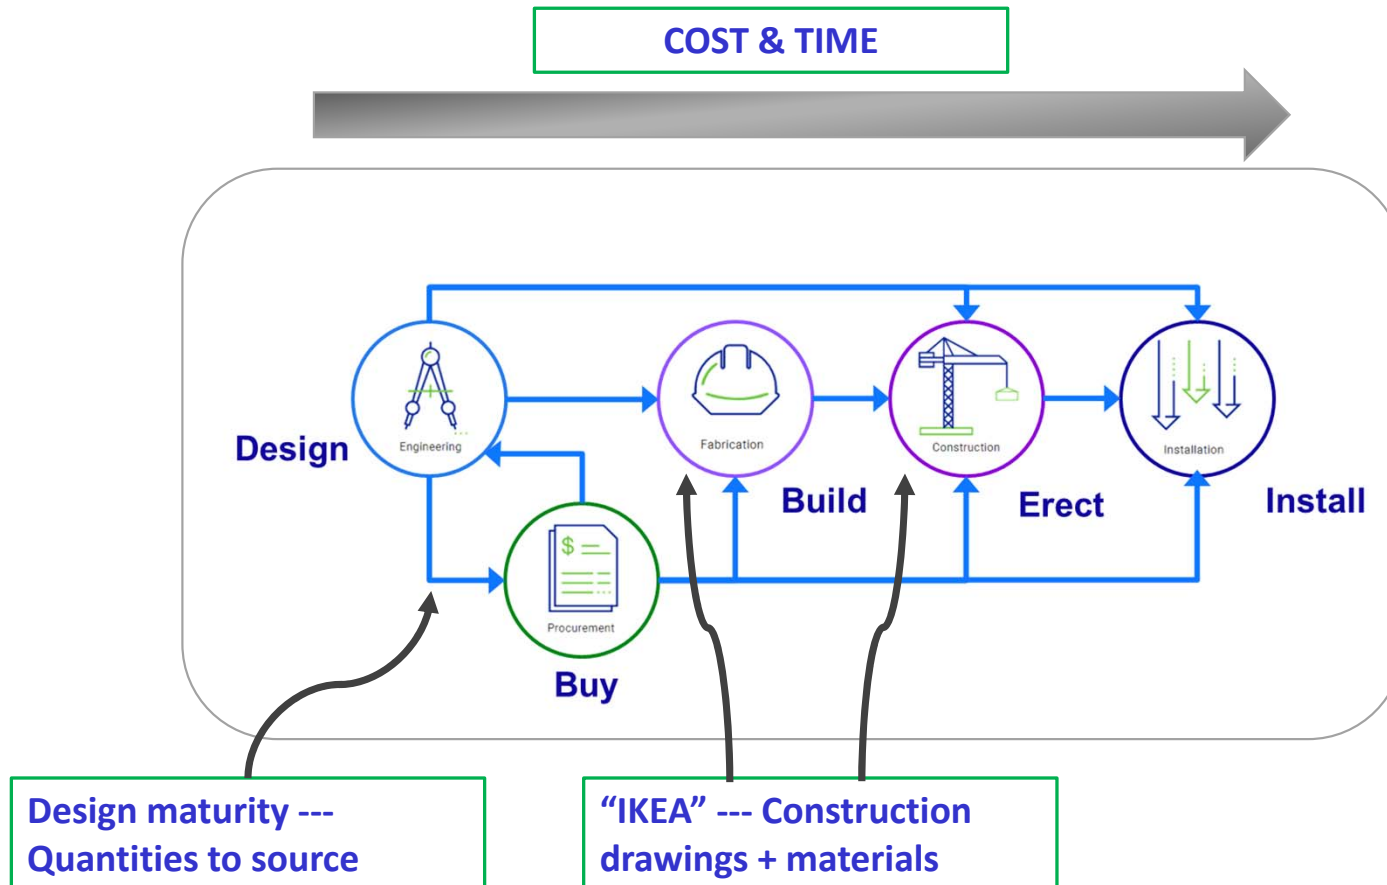 COST & TIME
Engineering
Fabrication
Construction
Installation
Design
Build
Erect
Install
$
Procurement
Buy
Design maturity ---
Quantities to source
“IKEA” --- Construction
drawings + materials